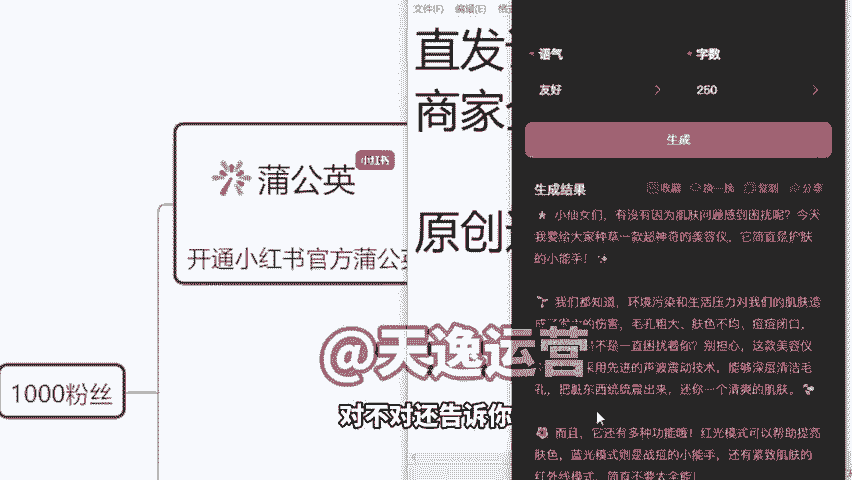 文件(F) 编辑(E)
直发
商家
原创
蒲公英
小红书
开通小红书官方蒲公英
1000粉丝
语气
字数
友好
250
生成
生成结果
收藏 换一换 复制 分享
小仙女们，有没有因为肌肤问题感到困扰呢？今天
我要给大家种草一款超神奇的美容仪，它简直是护肤
的小能手！
我们都知道，环境污染和生活压力对我们的肌肤造
毛孔粗大、肤色不均、痘痘闭口，
不是一直困扰着你？别担心，这款美容仪
采用先进的声波震动技术，能够深层清洁毛
孔，把脏东西统统震出来，还你一个清爽的肌肤。
而且，它还有多种功能哦！红光模式可以帮助提亮
肤色，蓝光模式则是战痘的小能手，还有紧致肌肤的
红外线模式，简直不要太全能！
@天逸运营
对不对还告诉你